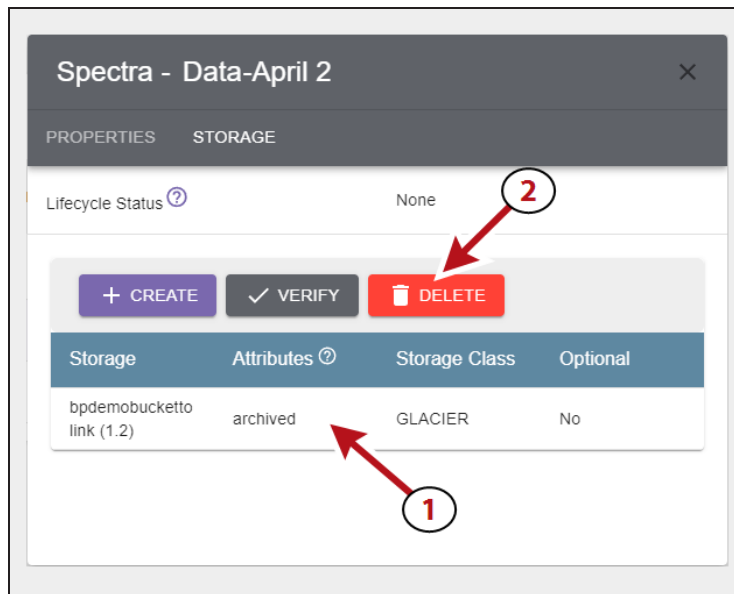 Spectra - Data-April 2
PROPERTIES STORAGE
Lifecycle Status ? None
2
+ CREATE ✓ VERIFY DELETE
Storage Attributes ? Storage Class Optional
bpdemobucketto
link (1.2) archived GLACIER No
1